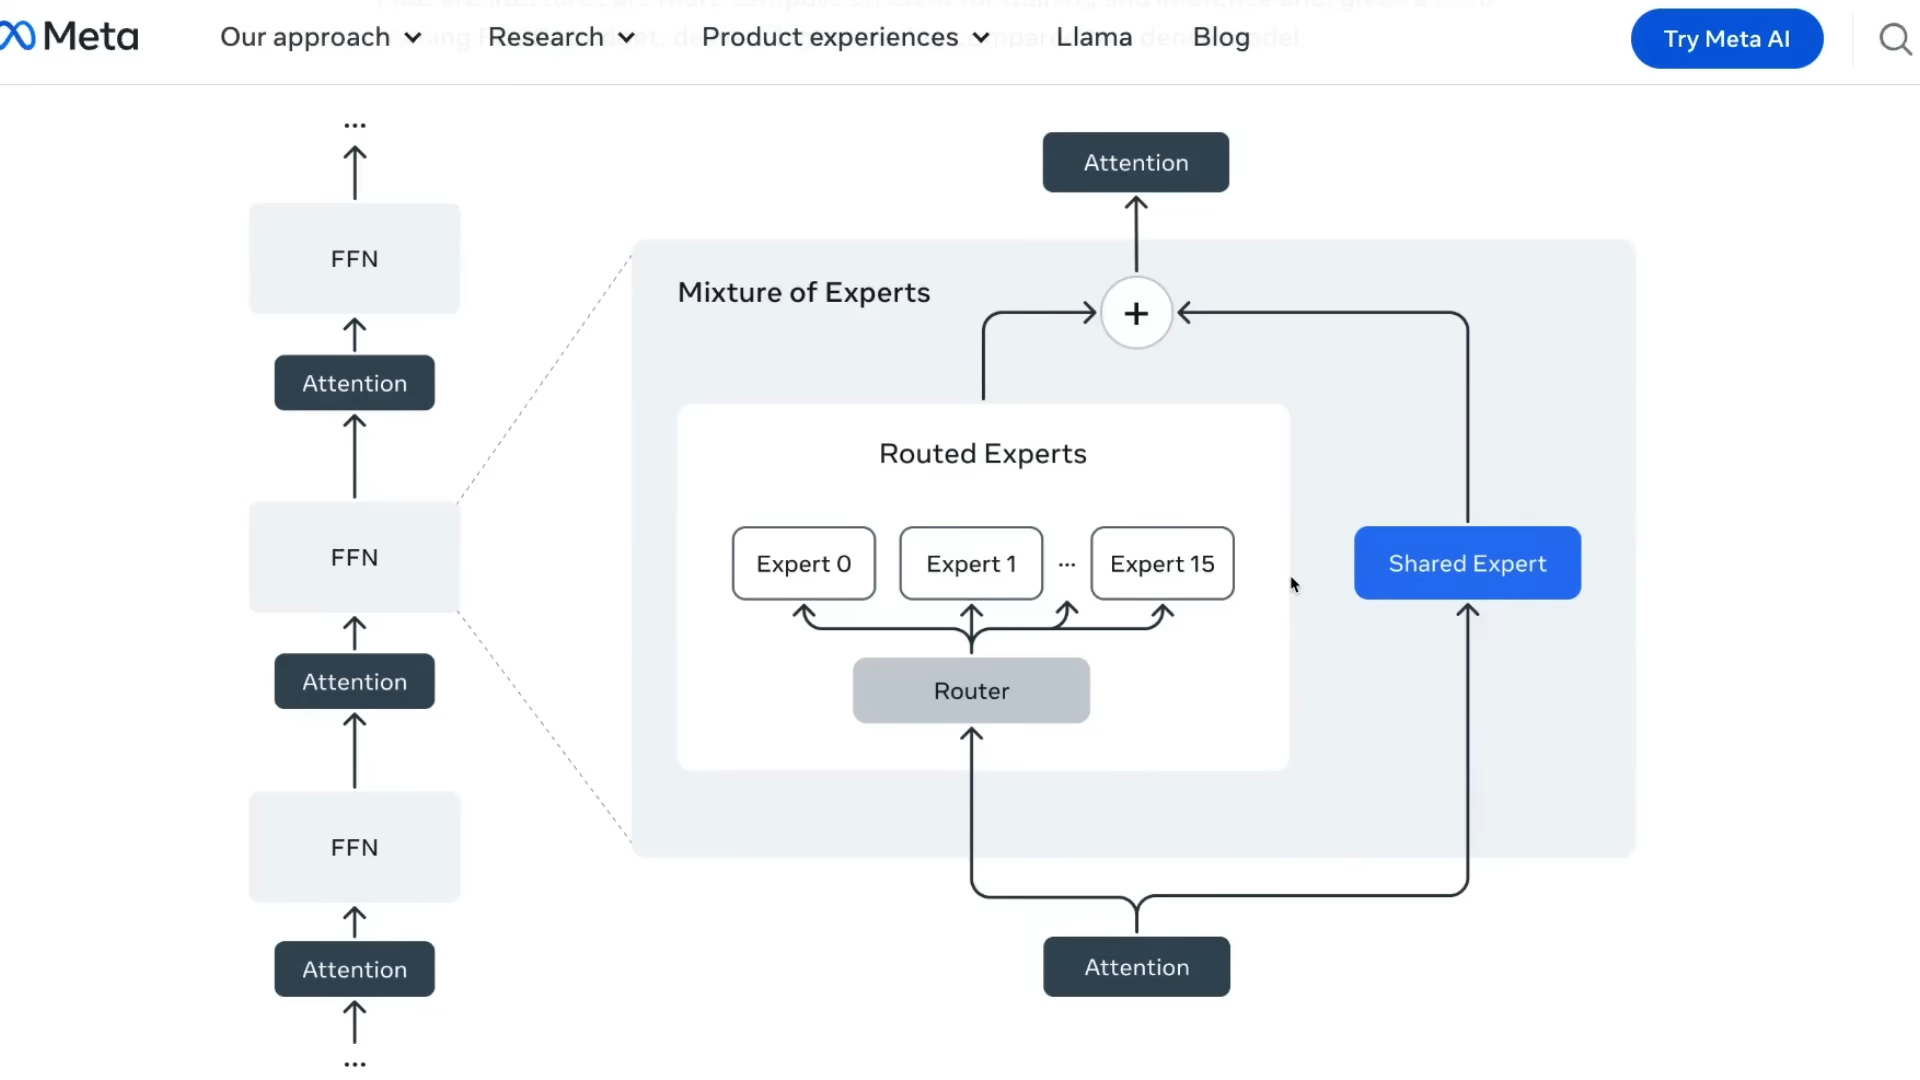 Meta
Our approach
Research
Product experiences
Llama
Blog
Try Meta AI
...
FFN
Attention
FFN
Attention
FFN
Attention
...
Attention
Mixture of Experts
+
Routed Experts
Expert 0
Expert 1
...
Expert 15
Shared Expert
Router
Attention